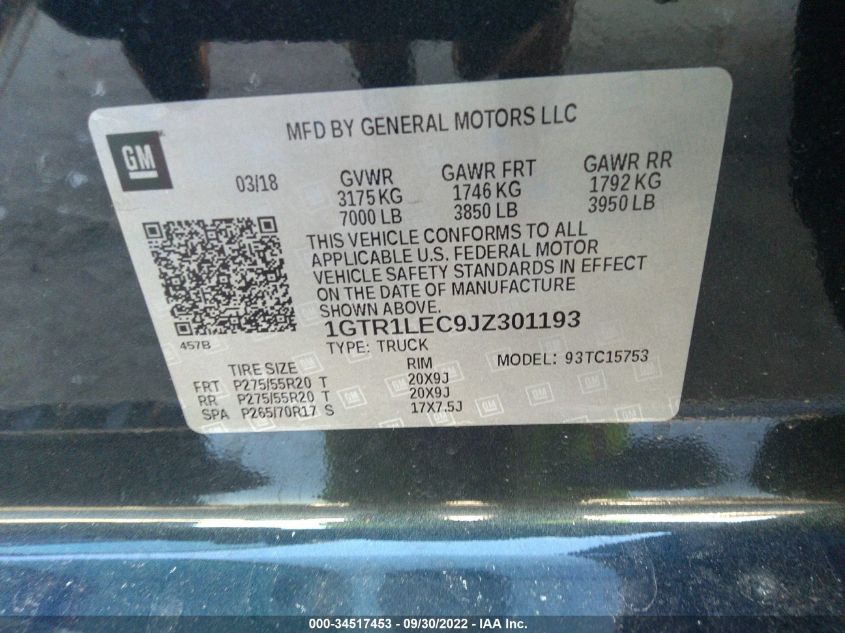 MFD BY GENERAL MOTORS LLC
GM
03/18 GVWR GAWR FRT GAWR RR
3175 KG 1746 KG 1792 KG
7000 LB 3850 LB 3950 LB
THIS VEHICLE CONFORMS TO ALL
APPLICABLE U.S. FEDERAL MOTOR
VEHICLE SAFETY STANDARDS IN EFFECT
ON THE DATE OF MANUFACTURE
SHOWN ABOVE.
457B
1GTR1LEC9JZ301193
TYPE: TRUCK MODEL: 93TC15753
TIRE SIZE RIM
FRT P275/55R20 T 20X9J
RR P275/55R20 T 20X9J
SPA P265/70R17 S 17X7.5J
000-34517453 - 09/30/2022 - IAA Inc.